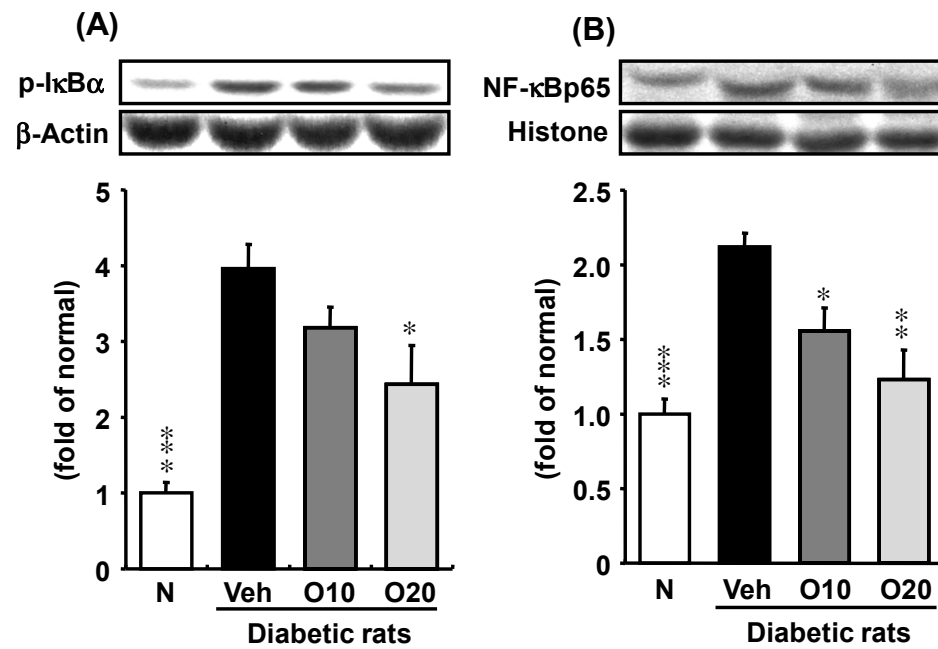 (A)
p-IκBα
β-Actin
5
4
3
2
1
0
(fold of normal)
***
*
N
Veh
O10
O20
Diabetic rats
(B)
NF-κBp65
Histone
2.5
2.0
1.5
1.0
0.5
0.0
(fold of normal)
***
*
**
N
Veh
O10
O20
Diabetic rats